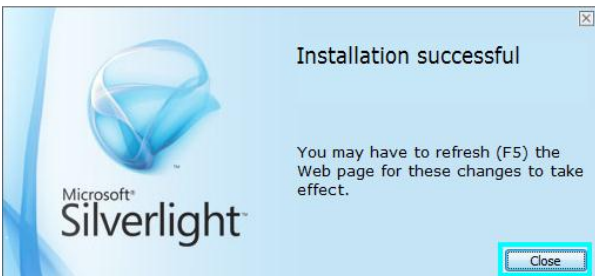 Installation successful
You may have to refresh (F5) the
Web page for these changes to take
effect.
Microsoft®
Silverlight™
Close